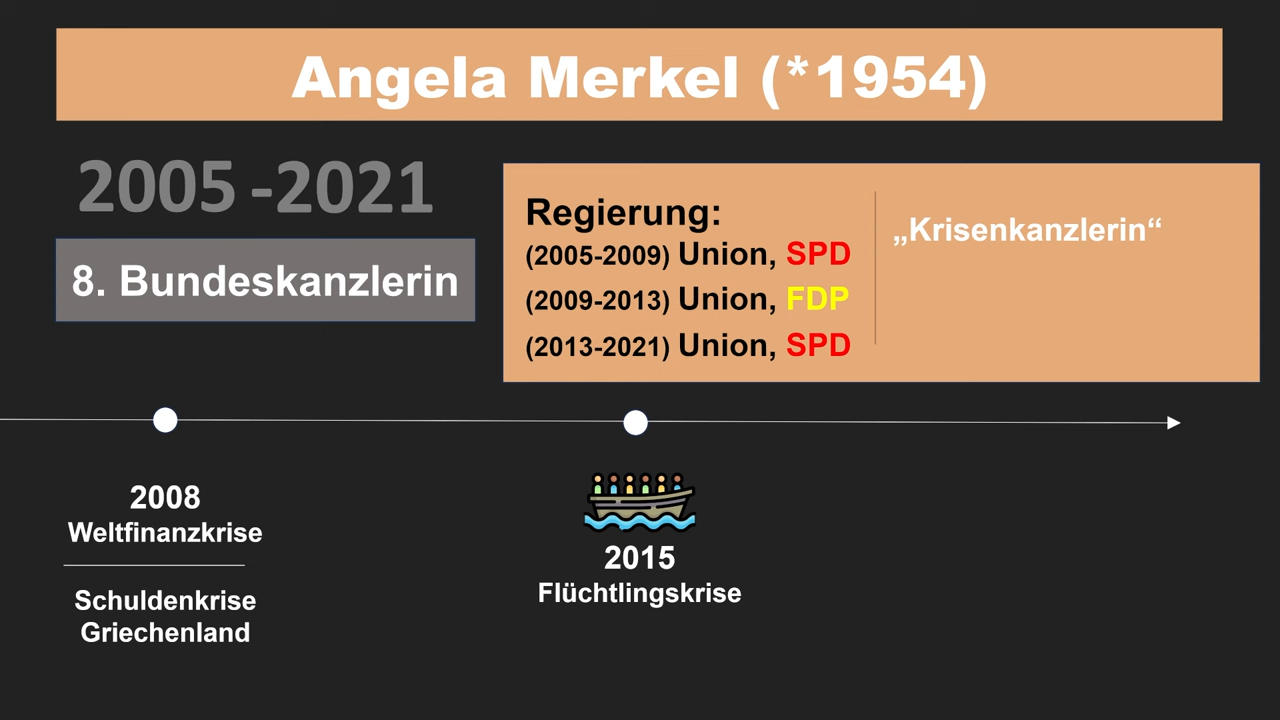 Angela Merkel (*1954)
2005 -2021
8. Bundeskanzlerin
Regierung:
(2005-2009) Union, SPD
(2009-2013) Union, FDP
(2013-2021) Union, SPD
„Krisenkanzlerin“
2008
Weltfinanzkrise
Schuldenkrise
Griechenland
2015
Flüchtlingskrise